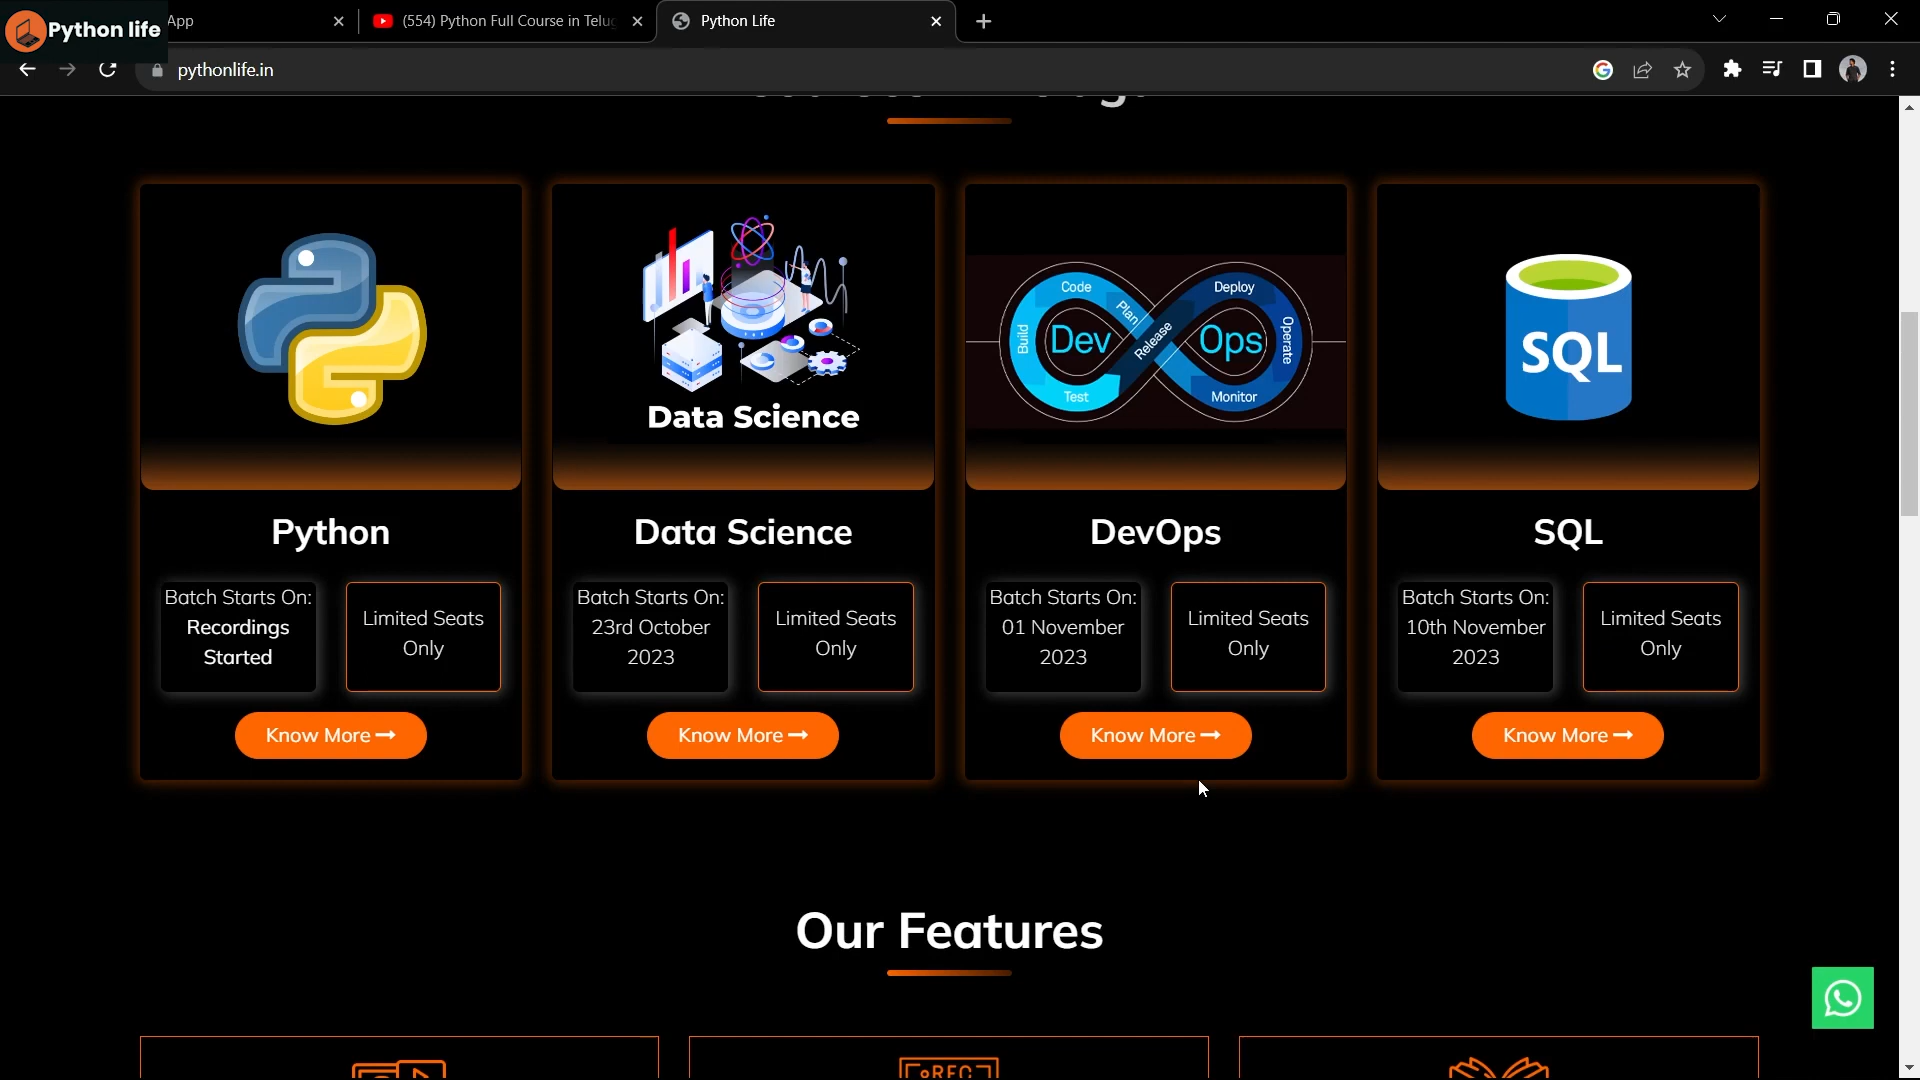 Python life
App
(554) Python Full Course in Telug
Python Life
pythonlife.in
Code
Plan
Build
Dev
Test
Release
Deploy
Ops
Operate
Monitor
SQL
Data Science
Python
Data Science
DevOps
SQL
Batch Starts On:
Recordings
Started
Limited Seats
Only
Batch Starts On:
23rd October
2023
Limited Seats
Only
Batch Starts On:
01 November
2023
Limited Seats
Only
Batch Starts On:
10th November
2023
Limited Seats
Only
Know More
Know More
Know More
Know More
Our Features
REC